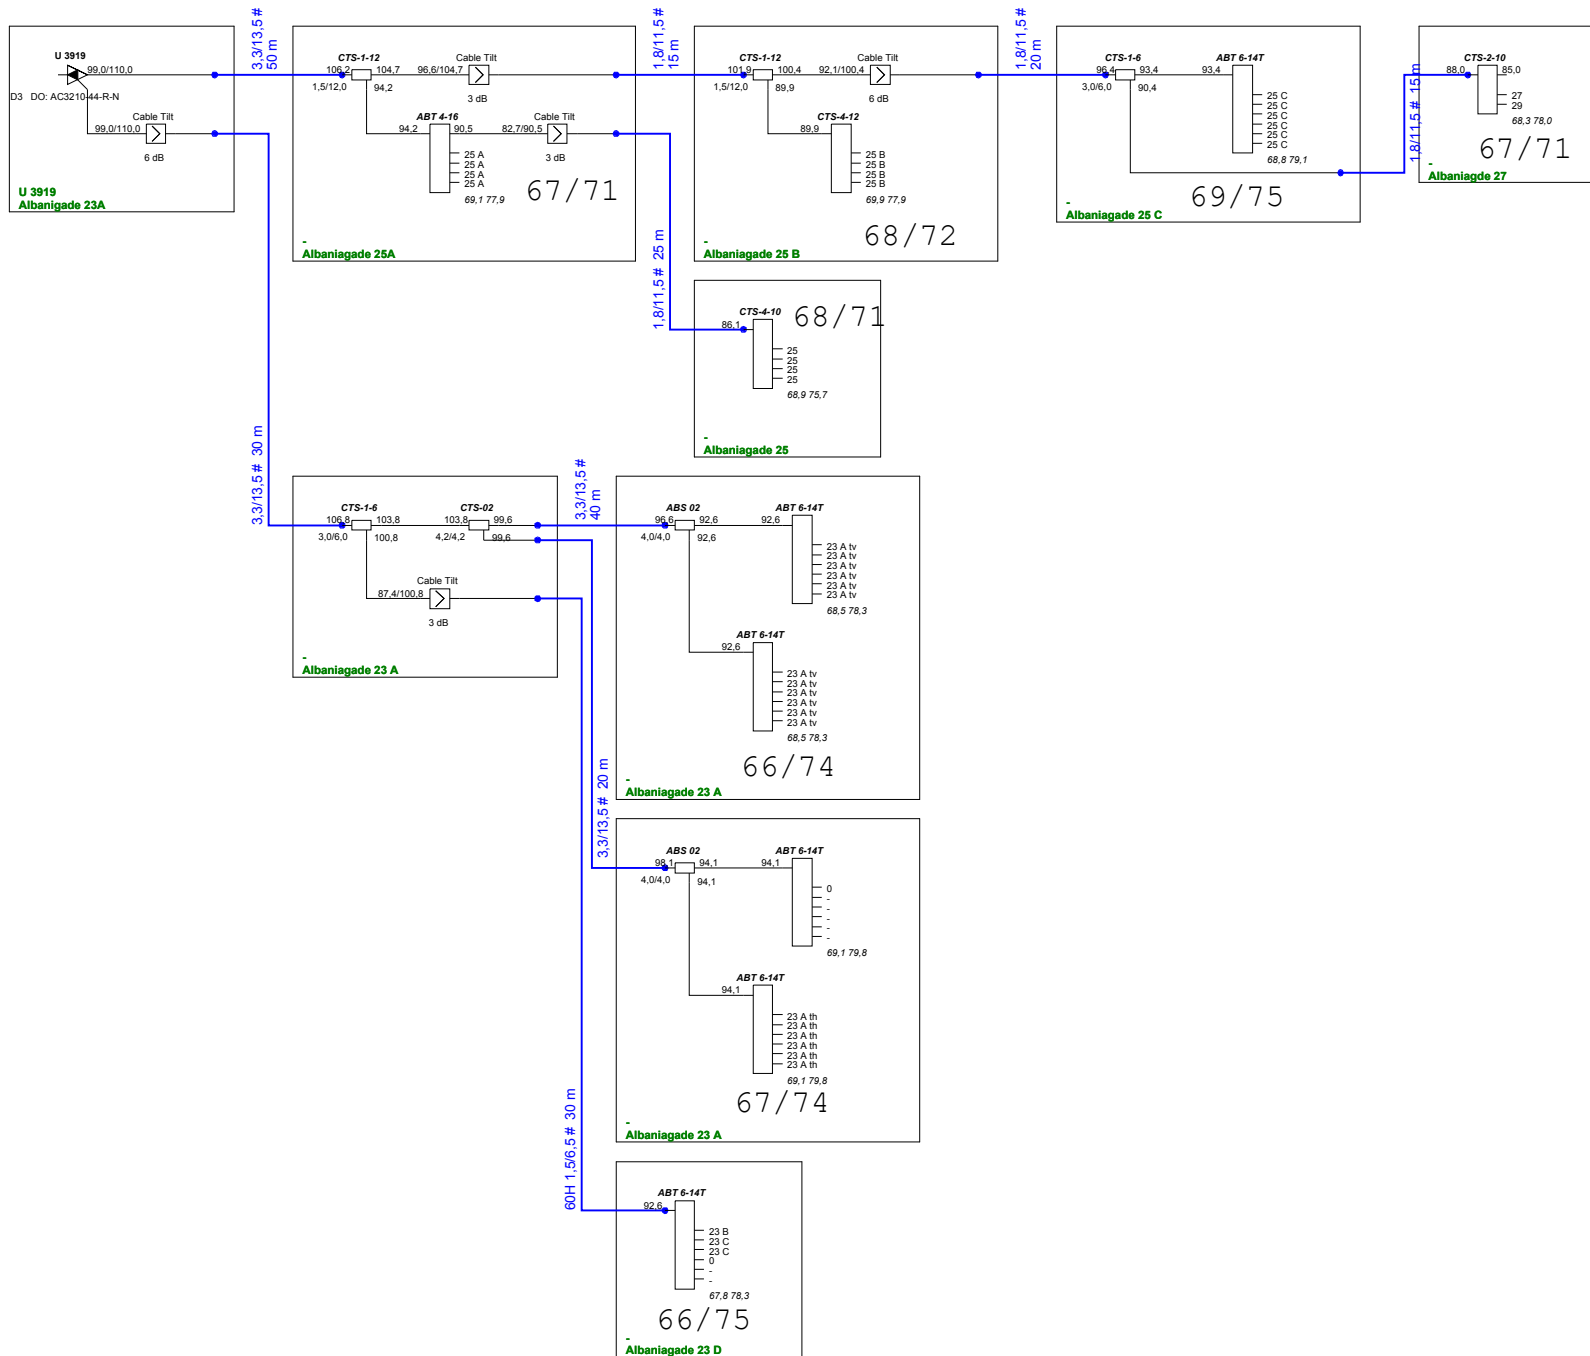 U 3919
99,0/110,0
D3 DO: AC3210-44-R-N
Cable Tilt
99,0/110,0
6 dB
U 3919
Albanigade 23A
3,3/13,5 #
50 m
CTS-1-12
106,2
104,7
1,5/12,0
94,2
96,6/104,7
Cable Tilt
3 dB
ABT 4-16
94,2
90,5
82,7/90,5
Cable Tilt
3 dB
25 A
25 A
25 A
25 A
69,1 77,9
67/71
-
Albaniagade 25A
1,8/11,5 #
15 m
CTS-1-12
101,9
100,4
1,5/12,0
89,9
92,1/100,4
Cable Tilt
6 dB
CTS-4-12
89,9
25 B
25 B
25 B
25 B
69,9 77,9
68/72
-
Albaniagade 25 B
1,8/11,5 #
20 m
CTS-1-6
96,4
93,4
3,0/6,0
90,4
ABT 6-14T
93,4
25 C
25 C
25 C
25 C
25 C
25 C
68,8 79,1
69/75
-
Albaniagade 25 C
1,8/11,5 # 15 m
CTS-2-10
88,0
85,0
27
29
68,3 78,0
67/71
-
Albaniagde 27
1,8/11,5 # 25 m
CTS-4-10
68/71
86,1
25
25
25
25
68,9 75,7
-
Albaniagade 25
3,3/13,5 # 30 m
CTS-1-6
106,8
103,8
3,0/6,0
100,8
CTS-02
103,8
99,6
4,2/4,2
99,6
Cable Tilt
87,4/100,8
3 dB
-
Albaniagade 23 A
3,3/13,5 #
40 m
ABS 02
96,6
92,6
4,0/4,0
92,6
ABT 6-14T
92,6
23 A tv
23 A tv
23 A tv
23 A tv
23 A tv
23 A tv
68,5 78,3
ABT 6-14T
92,6
23 A tv
23 A tv
23 A tv
23 A tv
23 A tv
23 A tv
68,5 78,3
66/74
-
Albaniagade 23 A
3,3/13,5 # 20 m
ABS 02
98,1
94,1
4,0/4,0
94,1
ABT 6-14T
94,1
0
-
-
-
-
-
69,1 79,8
ABT 6-14T
94,1
23 A th
23 A th
23 A th
23 A th
23 A th
23 A th
69,1 79,8
67/74
-
Albaniagade 23 A
60H 1,5/6,5 # 30 m
ABT 6-14T
92,6
23 B
23 C
23 C
0
-
-
67,8 78,3
66/75
-
Albaniagade 23 D